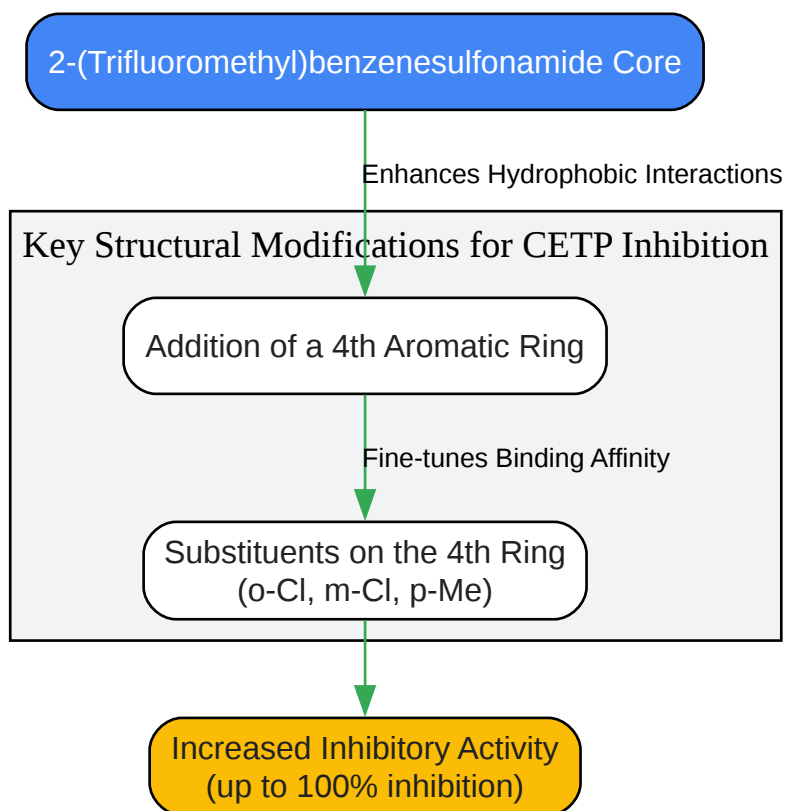 2-(Trifluoromethyl)benzenesulfonamide Core
Enhances Hydrophobic Interactions
Key Structural Modifications for CETP Inhibition
Addition of a 4th Aromatic Ring
Fine-tunes Binding Affinity
Substituents on the 4th Ring
(o-Cl, m-Cl, p-Me)
Increased Inhibitory Activity
(up to 100% inhibition)